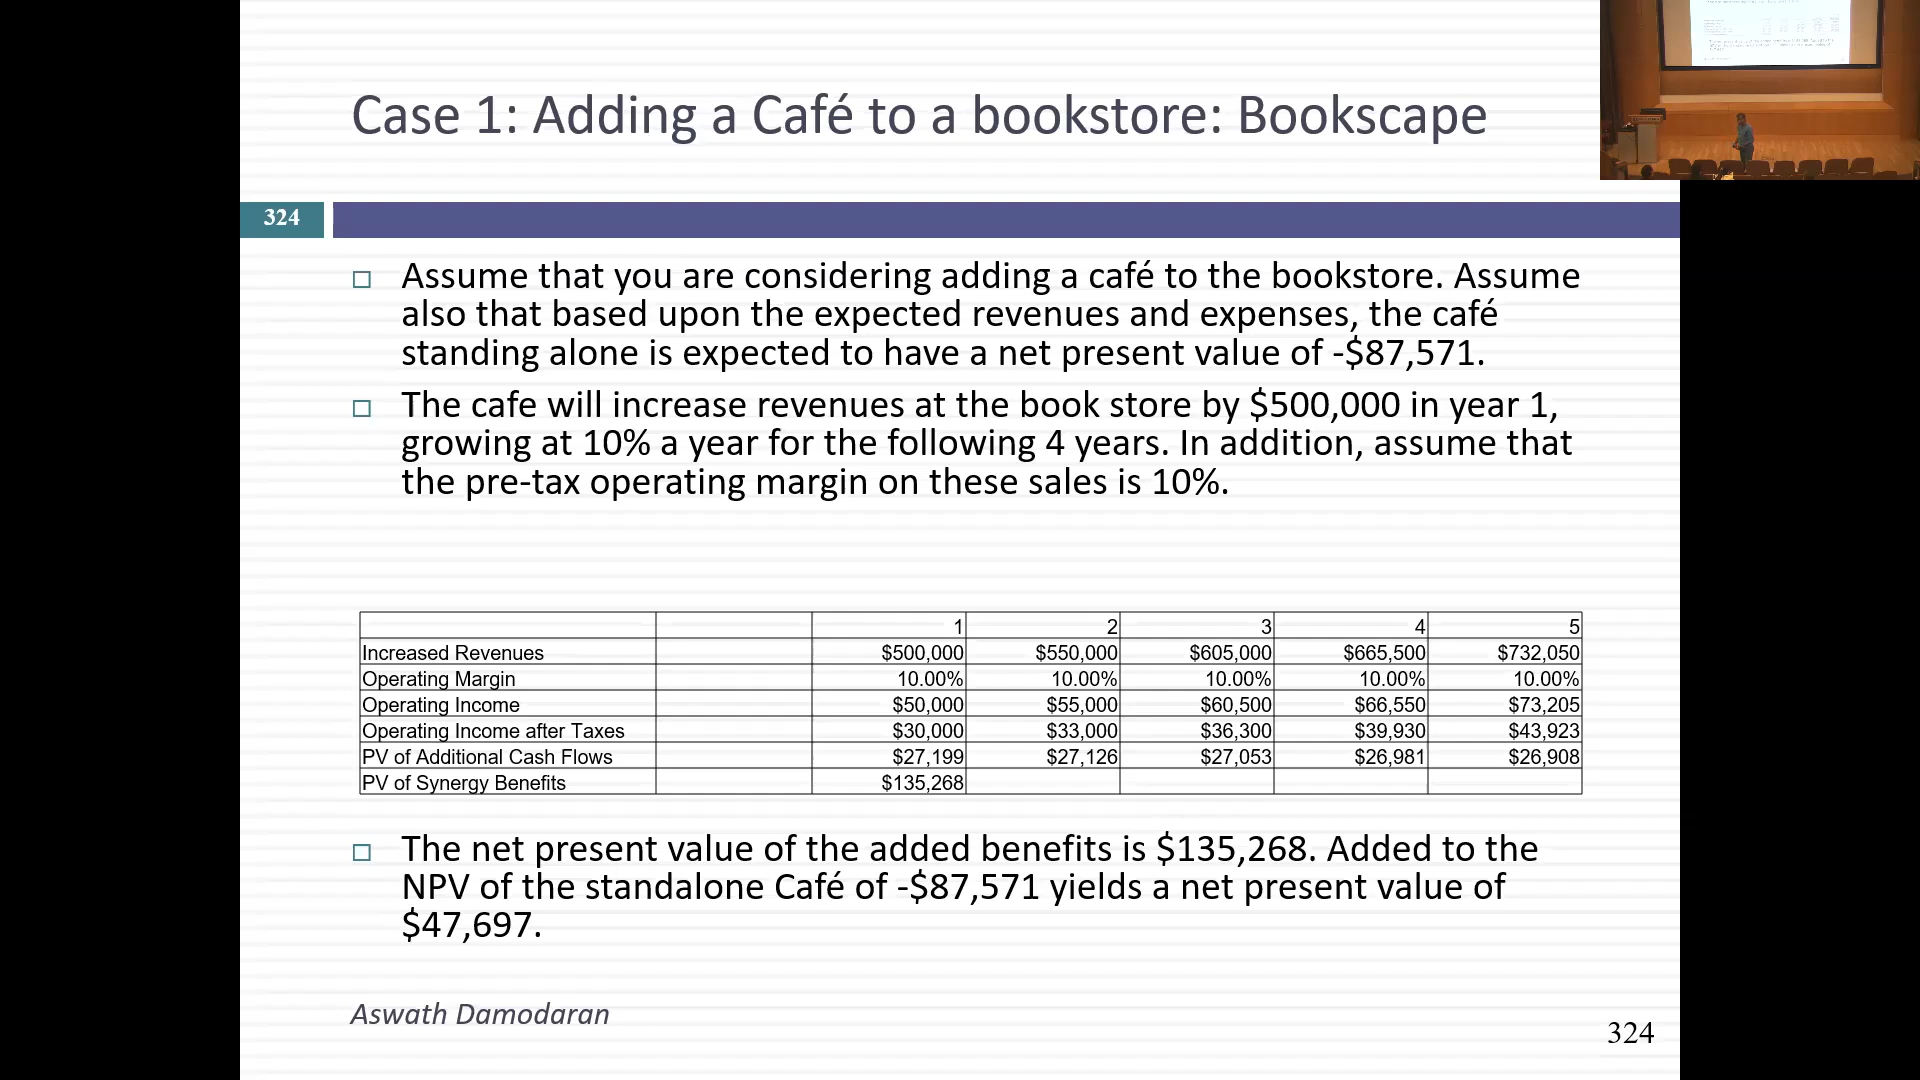 Case 1: Adding a Café to a bookstore: Bookscape
324
Assume that you are considering adding a café to the bookstore. Assume
also that based upon the expected revenues and expenses, the café
standing alone is expected to have a net present value of -$87,571.
The cafe will increase revenues at the book store by $500,000 in year 1,
growing at 10% a year for the following 4 years. In addition, assume that
the pre-tax operating margin on these sales is 10%.
1 2 3 4 5
Increased Revenues $500,000 $550,000 $605,000 $665,500 $732,050
Operating Margin 10.00% 10.00% 10.00% 10.00% 10.00%
Operating Income $50,000 $55,000 $60,500 $66,550 $73,205
Operating Income after Taxes $30,000 $33,000 $36,300 $39,930 $43,923
PV of Additional Cash Flows $27,199 $27,126 $27,053 $26,981 $26,908
PV of Synergy Benefits $135,268
The net present value of the added benefits is $135,268. Added to the
NPV of the standalone Café of -$87,571 yields a net present value of
$47,697.
Aswath Damodaran
324